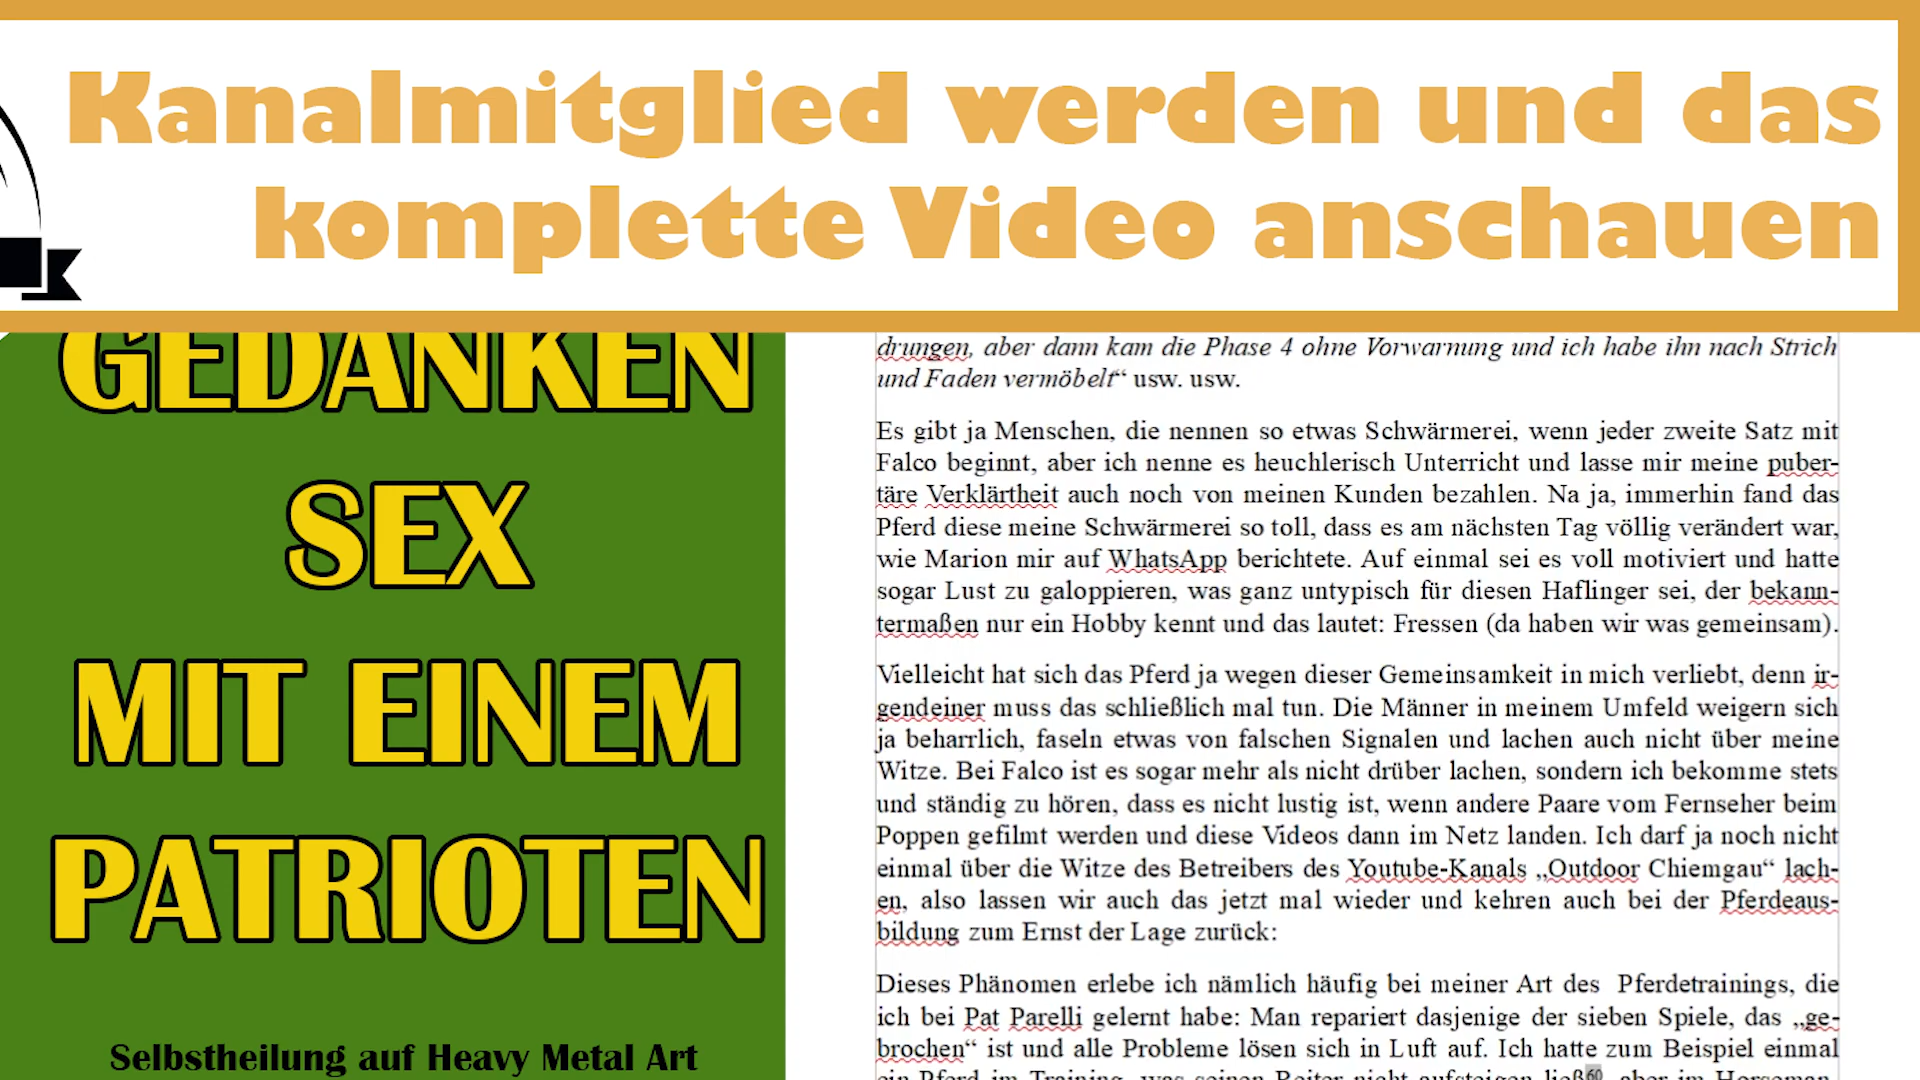 Kanalmitglied werden und das
komplette Video anschauen
GEDANKEN
SEX
MIT EINEM
PATRIOTEN
Selbstheilung auf Heavy Metal Art
drungen, aber dann kam die Phase 4 ohne Vorwarnung und ich habe ihn nach Strich
und Faden vermöbelt“ usw. usw.
Es gibt ja Menschen, die nennen so etwas Schwärmerei, wenn jeder zweite Satz mit
Falco beginnt, aber ich nenne es heuchlerisch Unterricht und lasse mir meine puber-
täre Verklärtheit auch noch von meinen Kunden bezahlen. Na ja, immerhin fand das
Pferd diese meine Schwärmerei so toll, dass es am nächsten Tag völlig verändert war,
wie Marion mir auf WhatsApp berichtete. Auf einmal sei es voll motiviert und hatte
sogar Lust zu galoppieren, was ganz untypisch für diesen Haflinger sei, der bekann-
termaßen nur ein Hobby kennt und das lautet: Fressen (da haben wir was gemeinsam).
Vielleicht hat sich das Pferd ja wegen dieser Gemeinsamkeit in mich verliebt, denn ir-
gendeiner muss das schließlich mal tun. Die Männer in meinem Umfeld weigern sich
ja beharrlich, faseln etwas von falschen Signalen und lachen auch nicht über meine
Witze. Bei Falco ist es sogar mehr als nicht drüber lachen, sondern ich bekomme stets
und ständig zu hören, dass es nicht lustig ist, wenn andere Paare vom Fernseher beim
Poppen gefilmt werden und diese Videos dann im Netz landen. Ich darf ja noch nicht
einmal über die Witze des Betreibers des Youtube-Kanals „Outdoor Chiemgau“ lach-
en, also lassen wir auch das jetzt mal wieder und kehren auch bei der Pferdeaus-
bildung zum Ernst der Lage zurück:
Dieses Phänomen erlebe ich nämlich häufig bei meiner Art des Pferdetrainings, die
ich bei Pat Parelli gelernt habe: Man repariert dasjenige der sieben Spiele, das „ge-
brochen“ ist und alle Probleme lösen sich in Luft auf. Ich hatte zum Beispiel einmal
ein Pferd im Training, was seinen Reiter nicht aufsteigen ließ60, aber im Horseman-